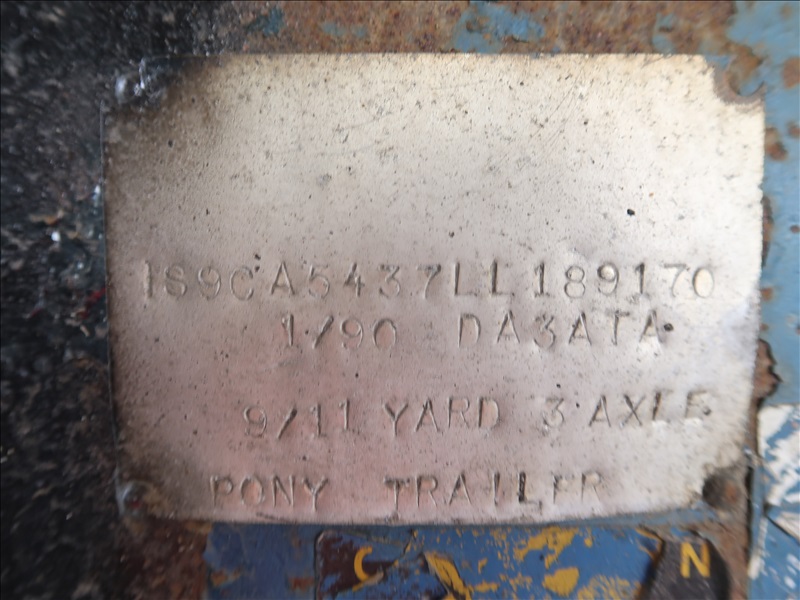 1S9CA5437LL189170
1/90 DA3ATA
9/11 YARD 3 AXLE
PONY TRAILER
C N